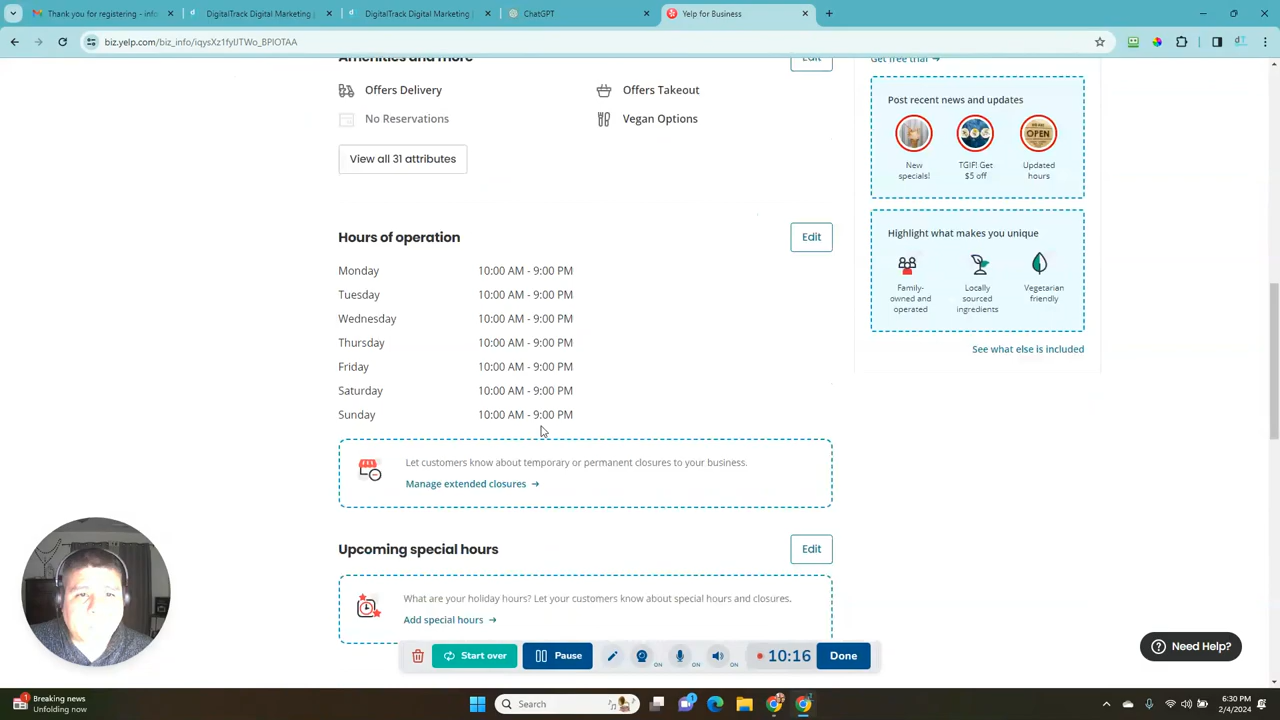 Thank you for registering - info
DigitalTrack Digital Marketing
DigitalTrack Digital Marketing
ChatGPT
Yelp for Business
Amenities and more
Edit
Get free trial →
Offers Delivery
Offers Takeout
No Reservations
Vegan Options
View all 31 attributes
Post recent news and updates
New specials!
TGIF! Get $5 off
Updated hours
OPEN
Hours of operation
Edit
Monday 10:00 AM - 9:00 PM
Tuesday 10:00 AM - 9:00 PM
Wednesday 10:00 AM - 9:00 PM
Thursday 10:00 AM - 9:00 PM
Friday 10:00 AM - 9:00 PM
Saturday 10:00 AM - 9:00 PM
Sunday 10:00 AM - 9:00 PM
Highlight what makes you unique
Family-owned and operated
Locally sourced ingredients
Vegetarian friendly
See what else is included
Let customers know about temporary or permanent closures to your business.
Manage extended closures →
Upcoming special hours
Edit
What are your holiday hours? Let your customers know about special hours and closures.
Add special hours →
Start over
Pause
ON
ON
ON
10:16
Done
Need Help?
Breaking news
Unfolding now
Search
6:30 PM
2/4/2024